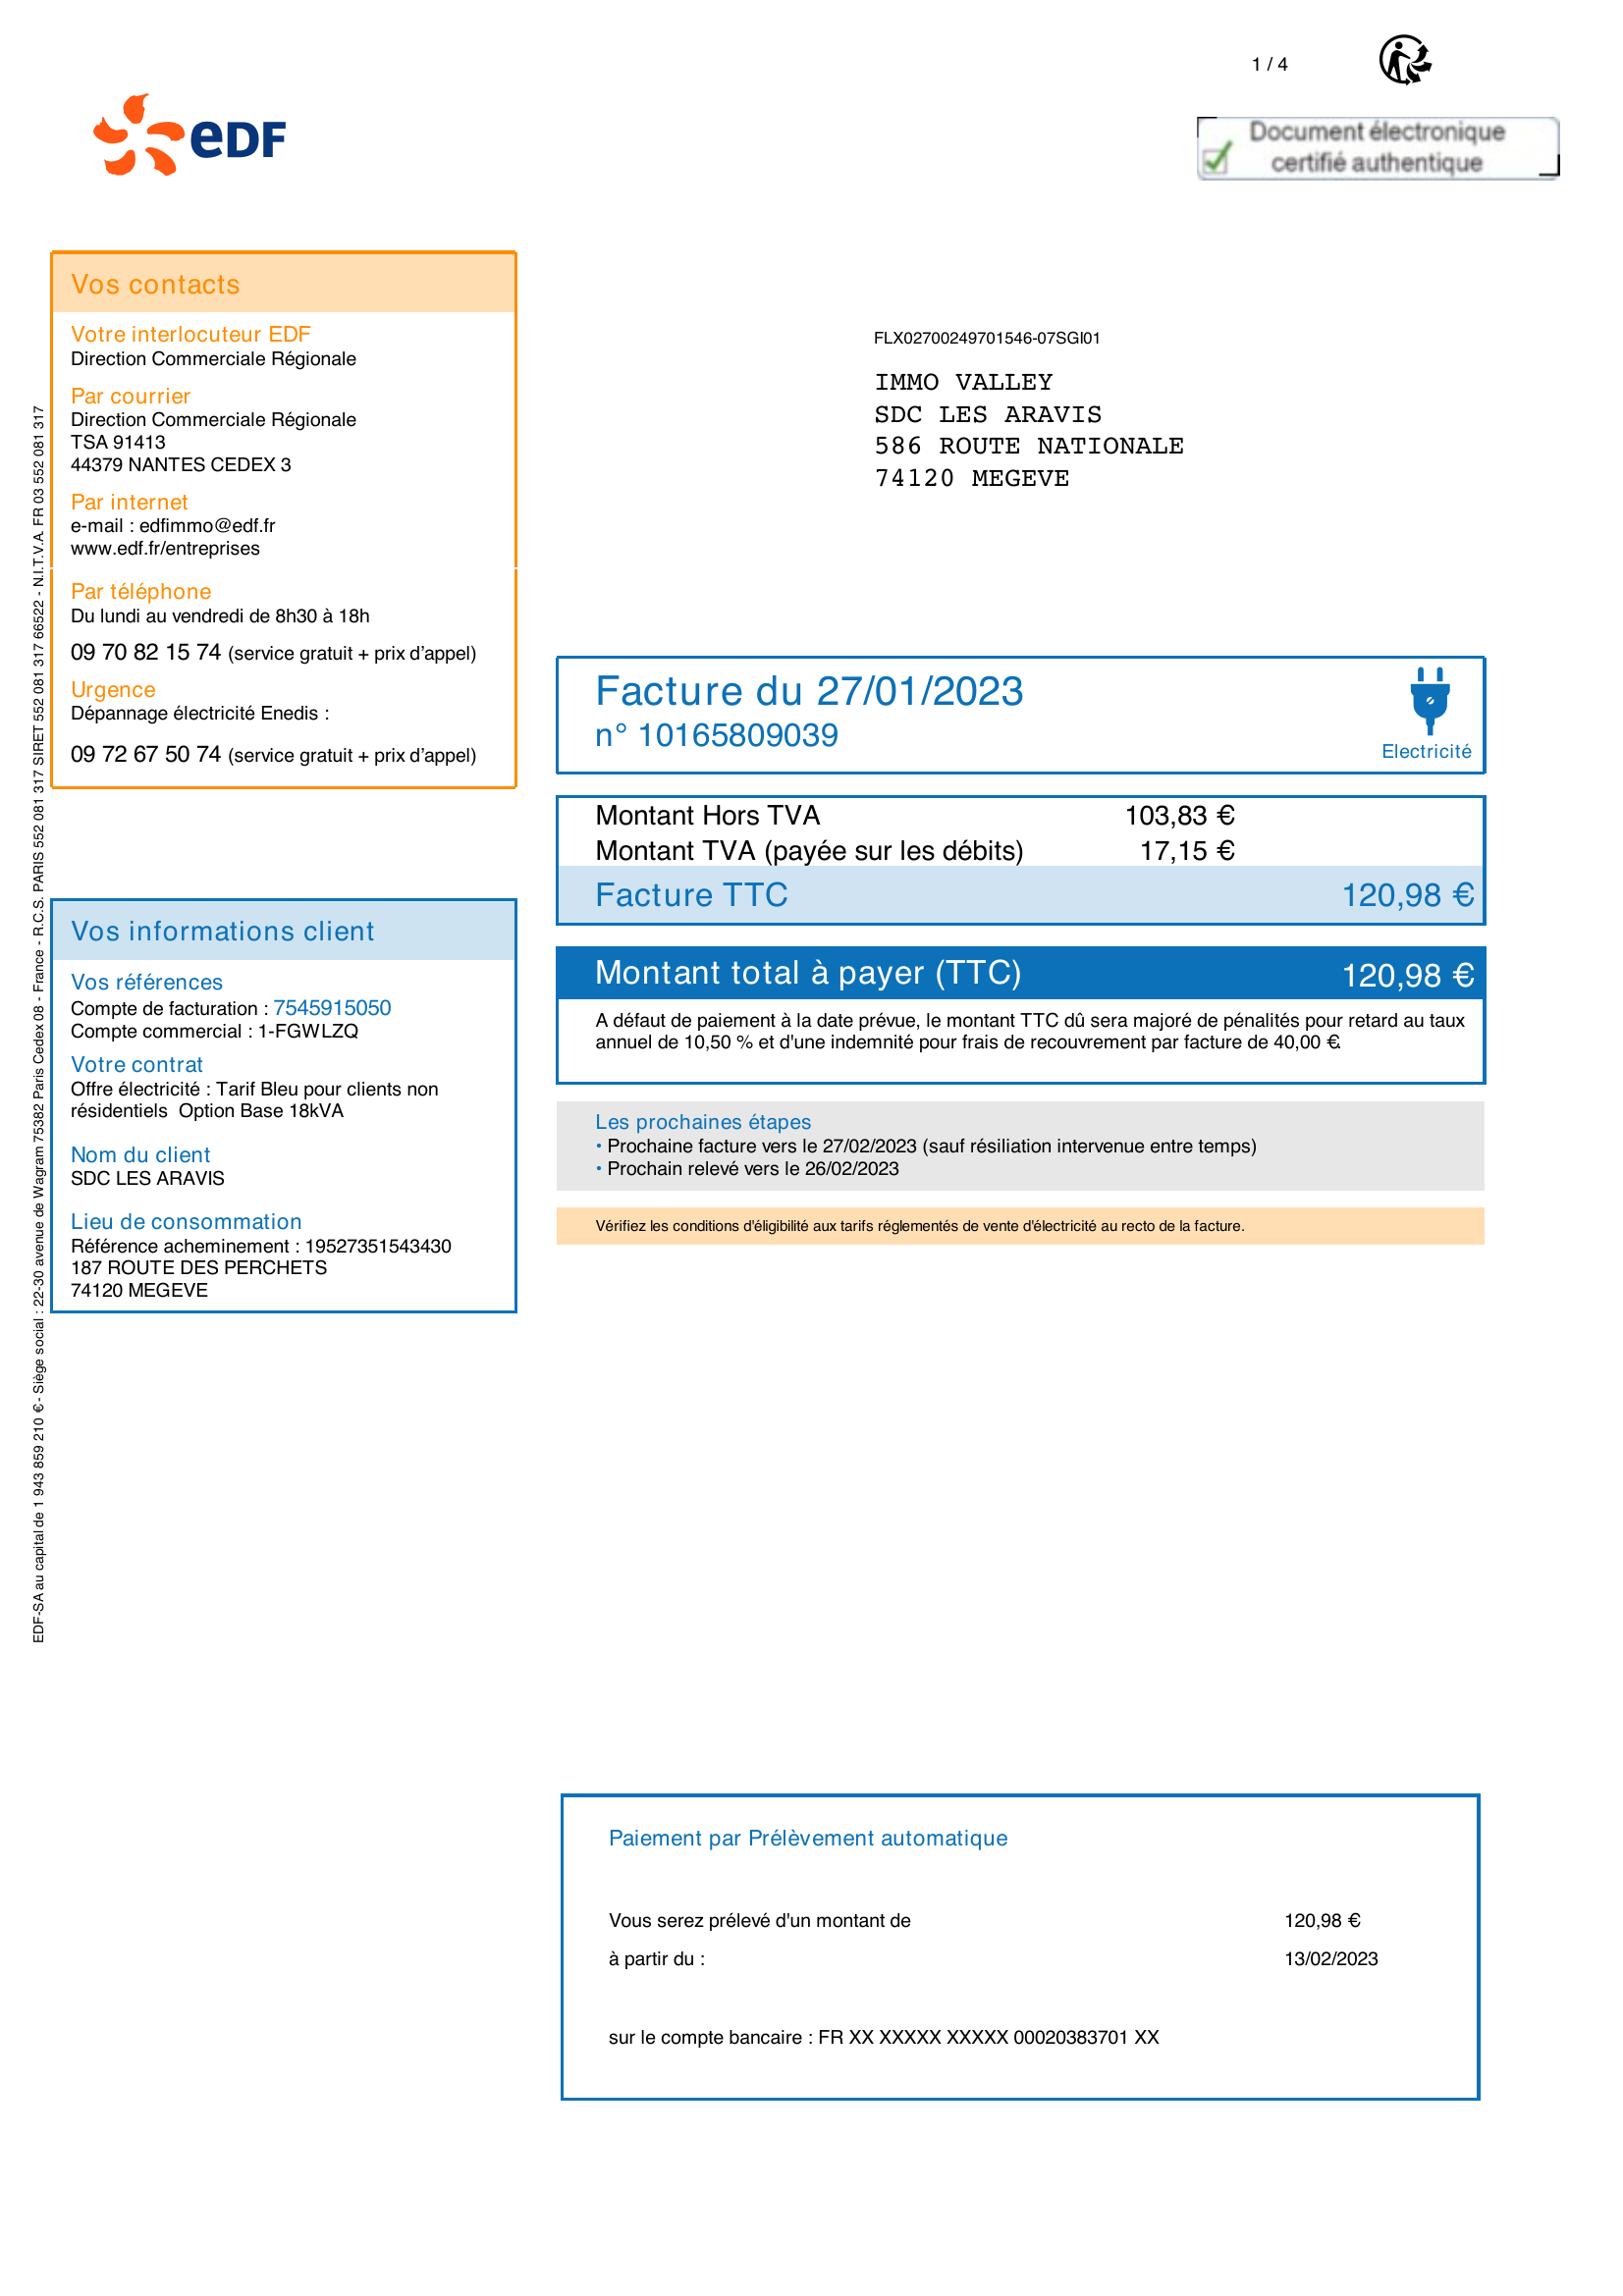 1 / 4
eDF
Document électronique
certifié authentique
Vos contacts
Votre interlocuteur EDF
Direction Commerciale Régionale
Par courrier
Direction Commerciale Régionale
TSA 91413
44379 NANTES CEDEX 3
Par internet
e-mail : edfimmo@edf.fr
www.edf.fr/entreprises
Par téléphone
Du lundi au vendredi de 8h30 à 18h
09 70 82 15 74 (service gratuit + prix d'appel)
Urgence
Dépannage électricité Enedis :
09 72 67 50 74 (service gratuit + prix d'appel)
FLX02700249701546-07SGI01
IMMO VALLEY
SDC LES ARAVIS
586 ROUTE NATIONALE
74120 MEGEVE
Facture du 27/01/2023
n° 10165809039
Electricité
Montant Hors TVA 103,83 €
Montant TVA (payée sur les débits) 17,15 €
Facture TTC 120,98 €
Montant total à payer (TTC) 120,98 €
A défaut de paiement à la date prévue, le montant TTC dû sera majoré de pénalités pour retard au taux
annuel de 10,50 % et d'une indemnité pour frais de recouvrement par facture de 40,00 €.
Les prochaines étapes
• Prochaine facture vers le 27/02/2023 (sauf résiliation intervenue entre temps)
• Prochain relevé vers le 26/02/2023
Vérifiez les conditions d'éligibilité aux tarifs réglementés de vente d'électricité au recto de la facture.
Vos informations client
Vos références
Compte de facturation : 7545915050
Compte commercial : 1-FGWLZQ
Votre contrat
Offre électricité : Tarif Bleu pour clients non
résidentiels Option Base 18kVA
Nom du client
SDC LES ARAVIS
Lieu de consommation
Référence acheminement : 19527351543430
187 ROUTE DES PERCHETS
74120 MEGEVE
EDF-SA au capital de 1 943 859 210 € - Siège social : 22-30 avenue de Wagram 75382 Paris Cedex 08 - France - R.C.S. PARIS 552 081 317 SIRET 552 081 317 66522 - N.I.T.V.A. FR 03 552 081 317
Paiement par Prélèvement automatique
Vous serez prélevé d'un montant de 120,98 €
à partir du : 13/02/2023
sur le compte bancaire : FR XX XXXXX XXXXX 00020383701 XX